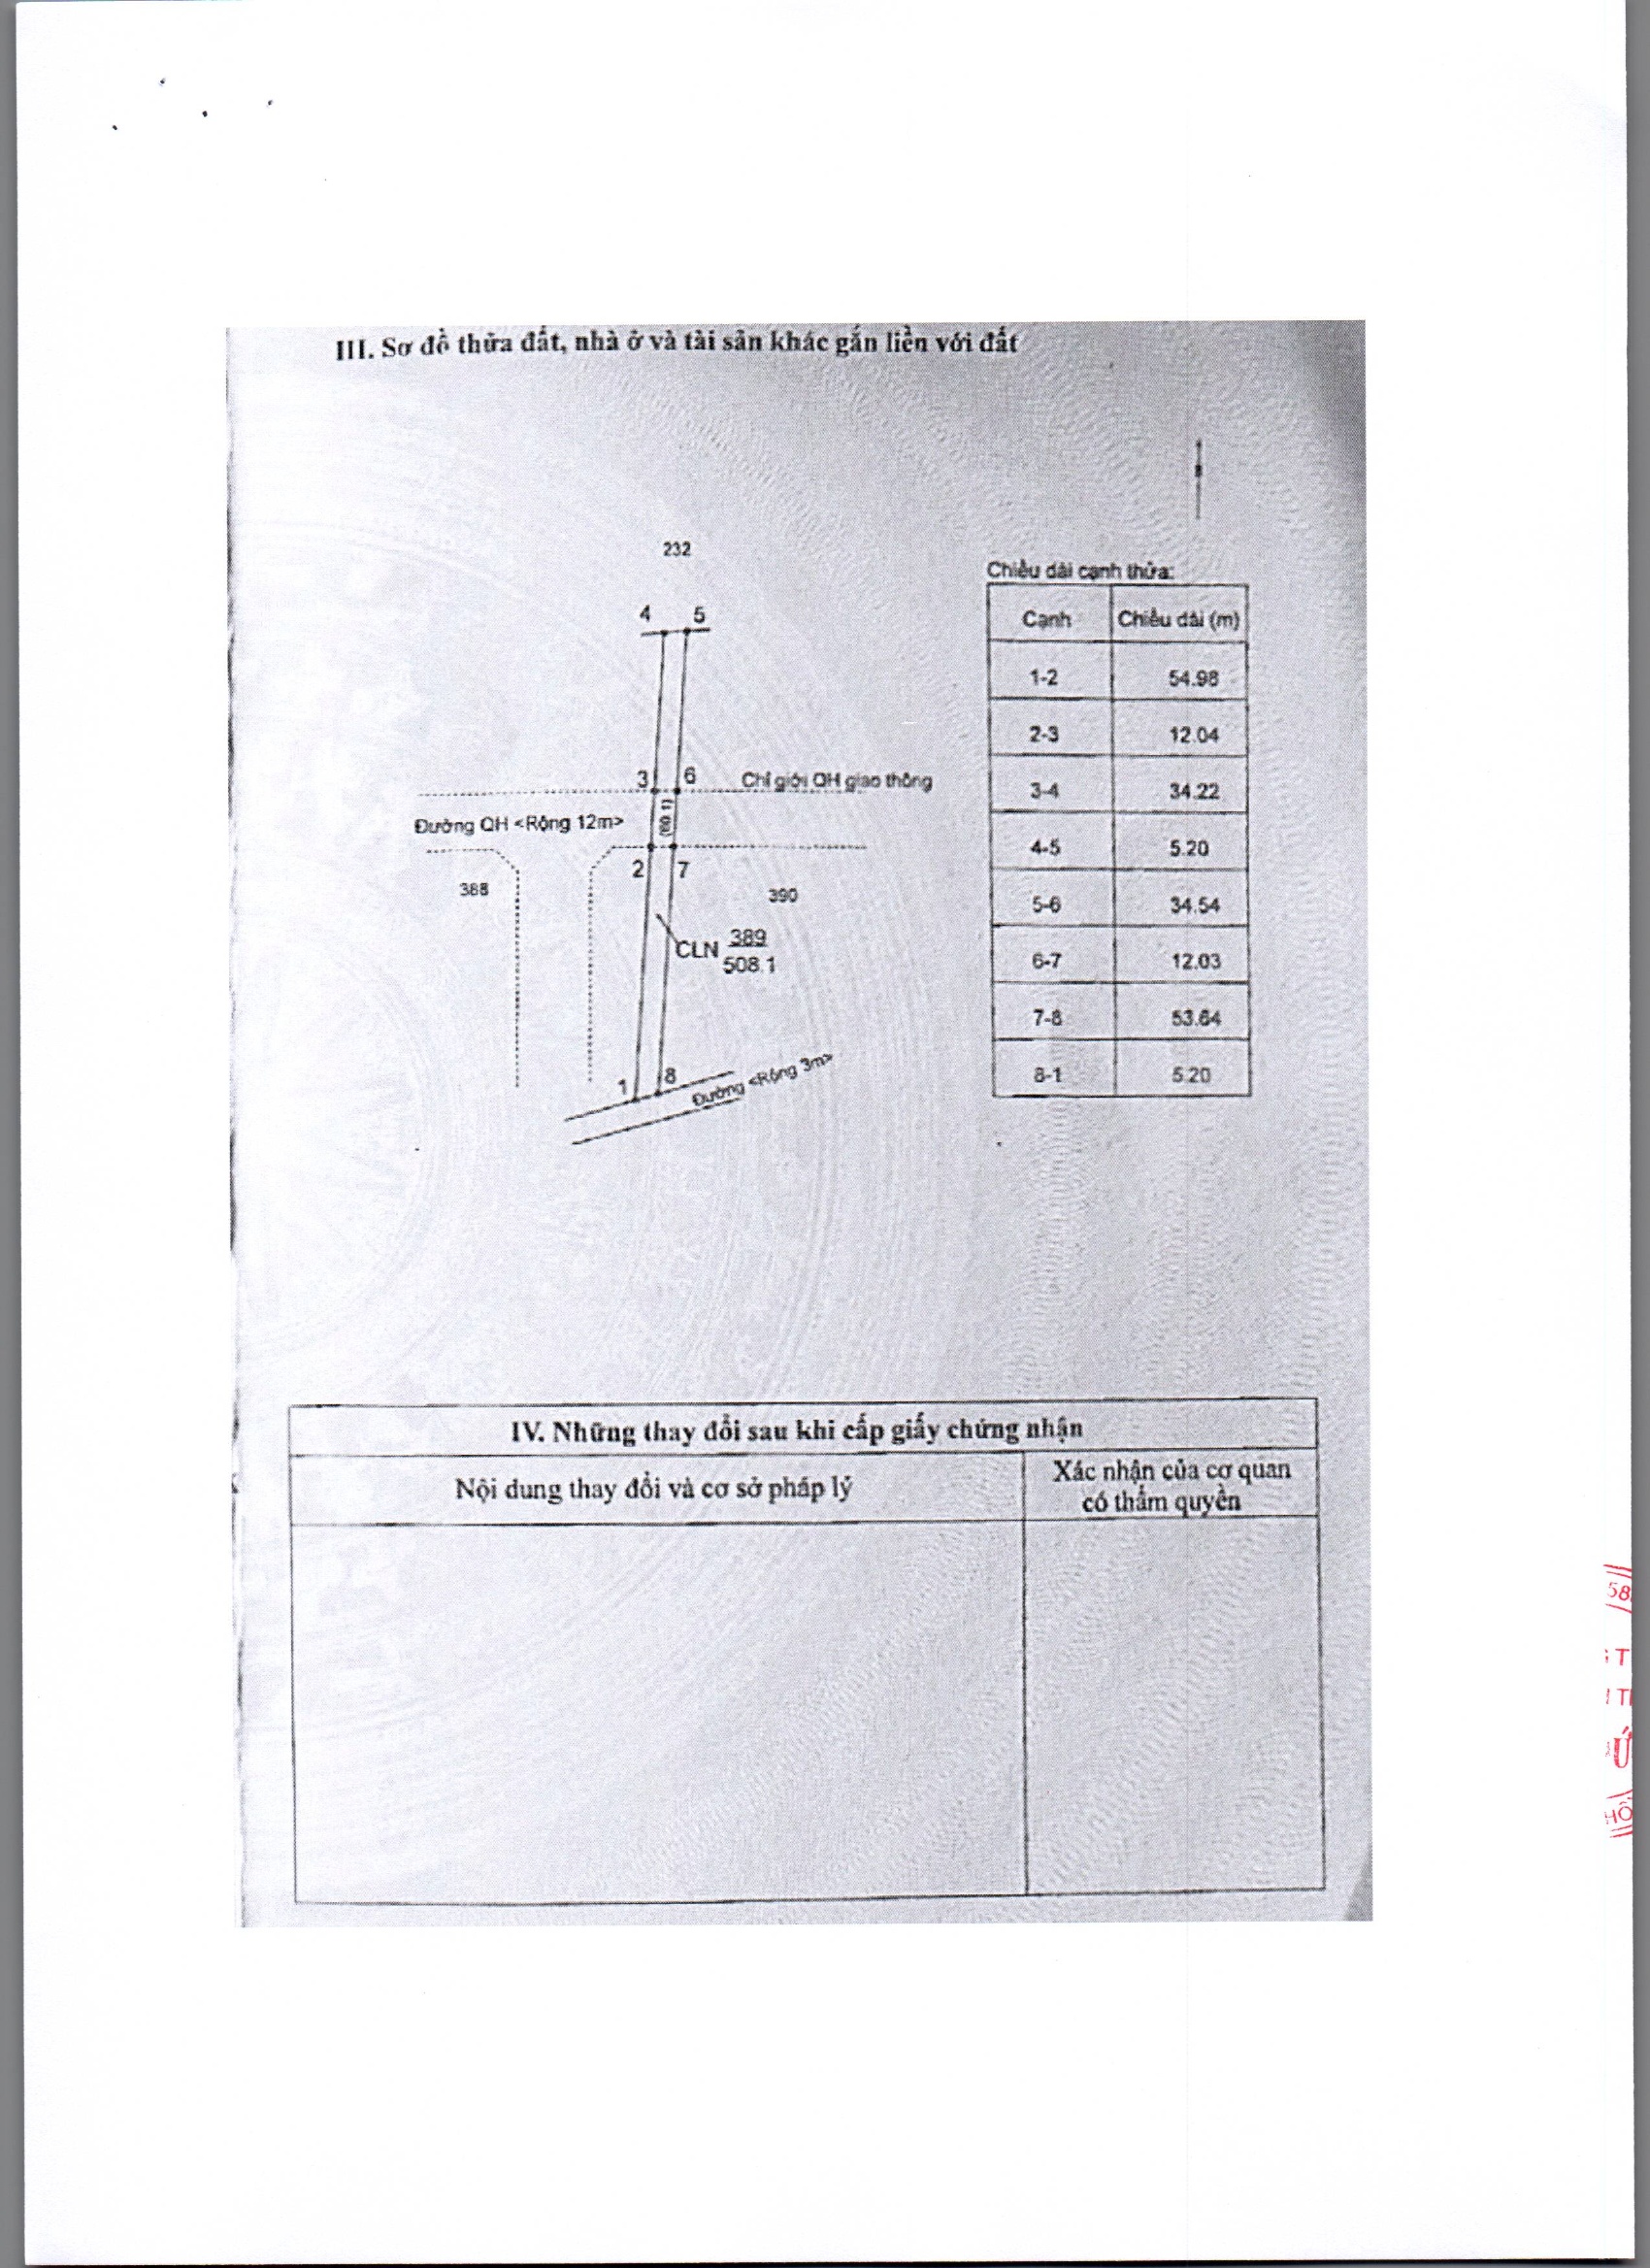 III. Sơ đồ thửa đất, nhà ở và tài sản khác gắn liền với đất
232
4 5
3 6 Chỉ giới QH giao thông
Đường QH <Rộng 12m>
2 7
388
390
CLN 389
508.1
1 8
Đường <Rộng 3m>
Chiều dài cạnh thửa:
Cạnh Chiều dài (m)
1-2 54.98
2-3 12.04
3-4 34.22
4-5 5.20
5-6 34.54
6-7 12.03
7-8 53.64
8-1 5.20
IV. Những thay đổi sau khi cấp giấy chứng nhận
Nội dung thay đổi và cơ sở pháp lý
Xác nhận của cơ quan
có thẩm quyền
58
T
Ứ
HỒ